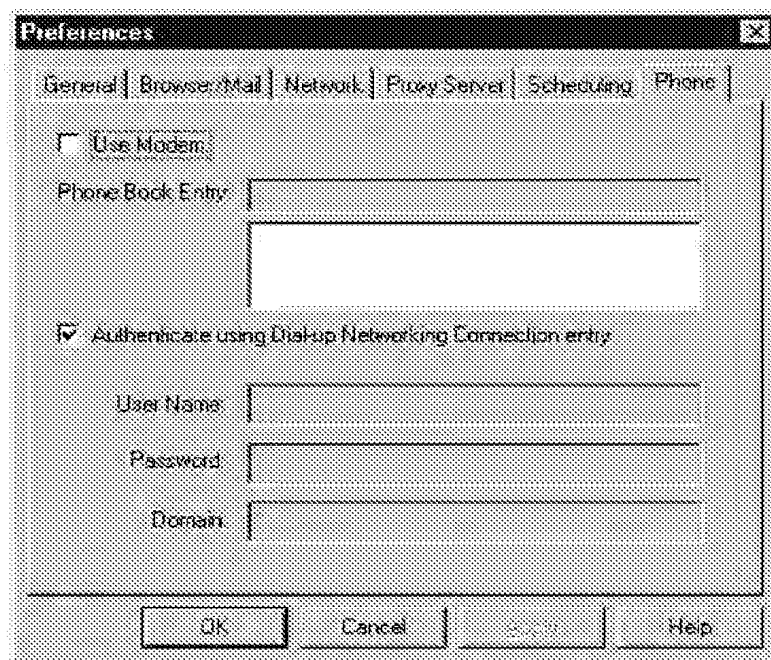 Preferences
General Browser/Mail Network Proxy Server Scheduling Phone
Use Modem
Phone Book Entry:
Authenticate using Dial-up Networking Connection entry
User Name:
Password:
Domain:
OK Cancel Help